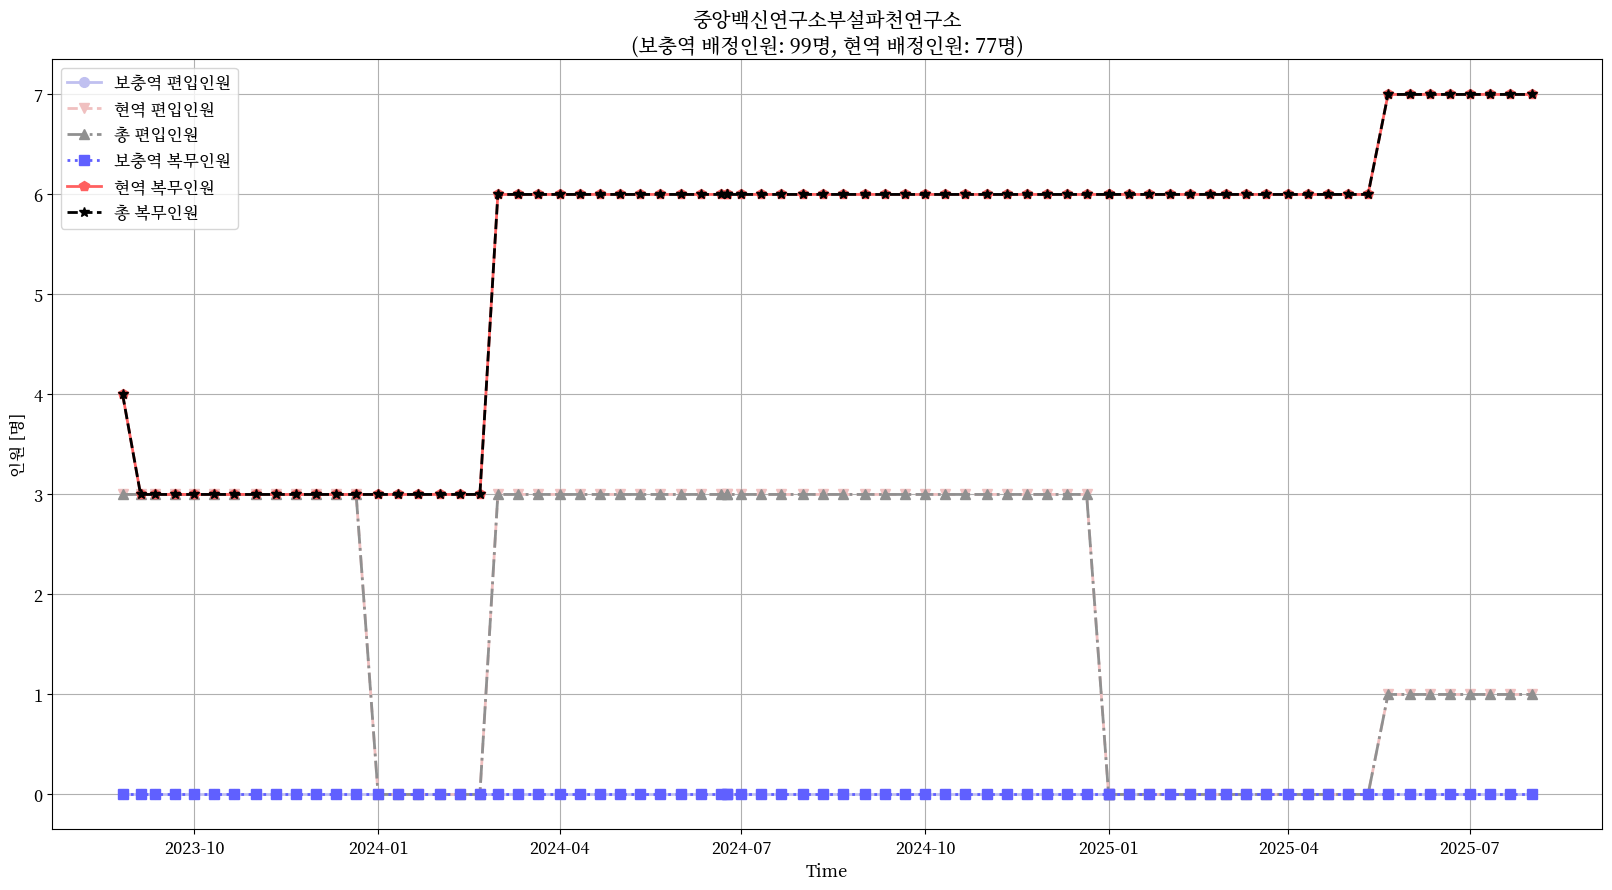 중앙백신연구소부설파천연구소
(보충역 배정인원: 99명, 현역 배정인원: 77명)
보충역 편입인원
현역 편입인원
총 편입인원
보충역 복무인원
현역 복무인원
총 복무인원
인원 [명]
7
6
5
4
3
2
1
0
2023-10
2024-01
2024-04
2024-07
2024-10
2025-01
2025-04
2025-07
Time